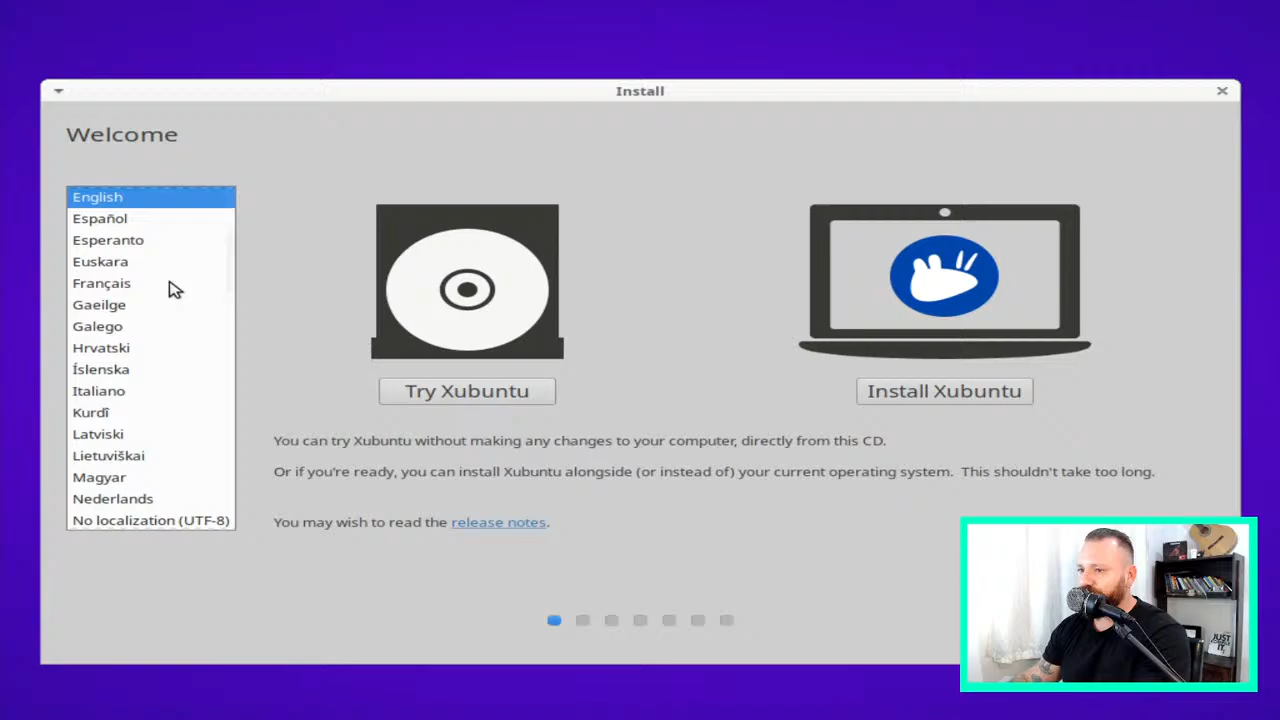 Install
Welcome
English
Español
Esperanto
Euskara
Français
Gaeilge
Galego
Hrvatski
Íslenska
Italiano
Kurdî
Latviski
Lietuviškai
Magyar
Nederlands
No localization (UTF-8)
Try Xubuntu
Install Xubuntu
You can try Xubuntu without making any changes to your computer, directly from this CD.
Or if you're ready, you can install Xubuntu alongside (or instead of) your current operating system. This shouldn't take too long.
You may wish to read the release notes.
JUST
IT.